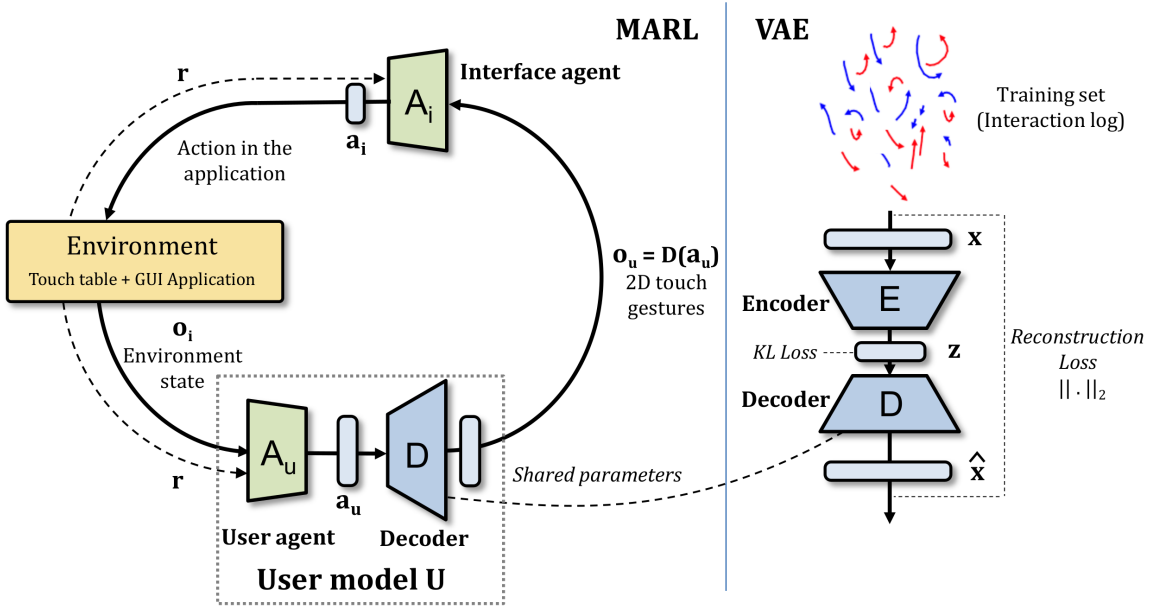 MARL
VAE
r
Interface agent
A_i
a_i
Action in the
application
Environment
Touch table + GUI Application
o_i
Environment
state
o_u = D(a_u)
2D touch
gestures
r
A_u
a_u
D
User agent
Decoder
User model U
Shared parameters
Training set
(Interaction log)
x
Encoder
E
KL Loss
z
Decoder
D
x̂
Reconstruction
Loss
|| . ||_2